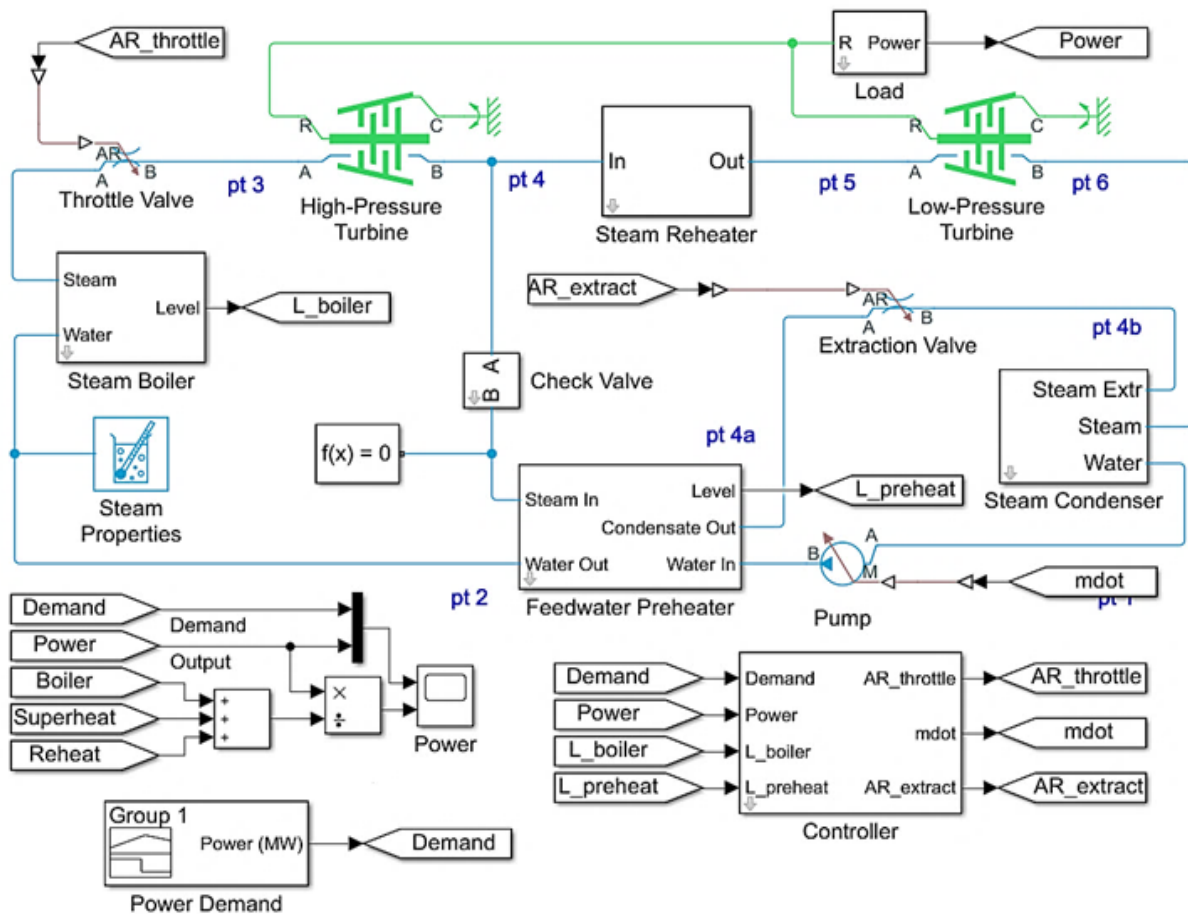 AR_throttle
R
Power
Load
Power
R
C
A
B
AR
A
B
Throttle Valve
pt 3
High-Pressure
Turbine
pt 4
In
Out
Steam Reheater
pt 5
R
C
A
B
Low-Pressure
Turbine
pt 6
Steam
Level
Water
Steam Boiler
L_boiler
AR_extract
AR
A
B
Extraction Valve
pt 4b
A
B
Check Valve
Steam Extr
Steam
Water
Steam Condenser
Steam
Properties
f(x) = 0
pt 4a
Steam In
Level
Condensate Out
Water Out
Water In
Feedwater Preheater
L_preheat
B
A
M
Pump
mdot
pt 2
Demand
Power
Boiler
Superheat
Reheat
Demand
Output
+
+
+
×
÷
Power
Demand
Power
L_boiler
L_preheat
Demand
Power
L_boiler
L_preheat
AR_throttle
mdot
AR_extract
Controller
AR_throttle
mdot
AR_extract
Group 1
Power (MW)
Power Demand
Demand